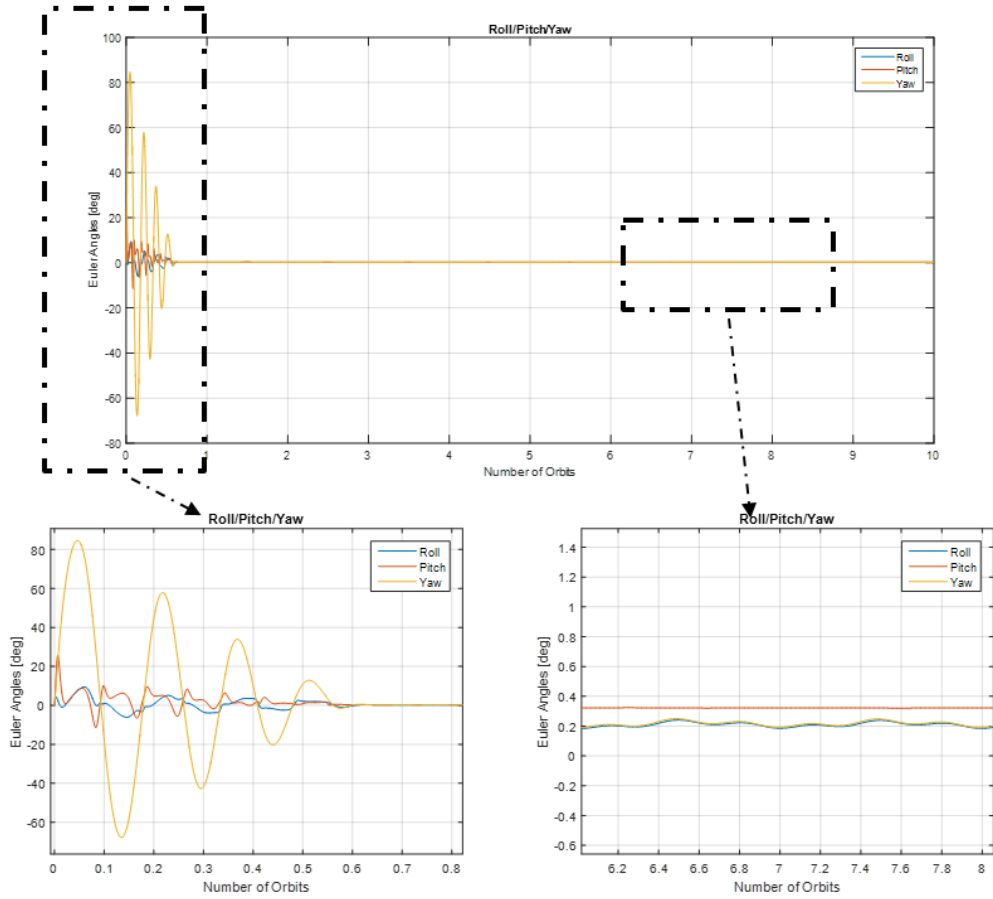 Roll/Pitch/Yaw
100
80
60
40
20
0
-20
-40
-60
-80
Euler Angles [deg]
Roll
Pitch
Yaw
0 1 2 3 4 5 6 7 8 9 10
Number of Orbits
Roll/Pitch/Yaw
80
60
40
20
0
-20
-40
-60
Euler Angles [deg]
Roll
Pitch
Yaw
0 0.1 0.2 0.3 0.4 0.5 0.6 0.7 0.8
Number of Orbits
Roll/Pitch/Yaw
1.4
1.2
1
0.8
0.6
0.4
0.2
0
-0.2
-0.4
-0.6
Euler Angles [deg]
Roll
Pitch
Yaw
6.2 6.4 6.6 6.8 7 7.2 7.4 7.6 7.8 8
Number of Orbits